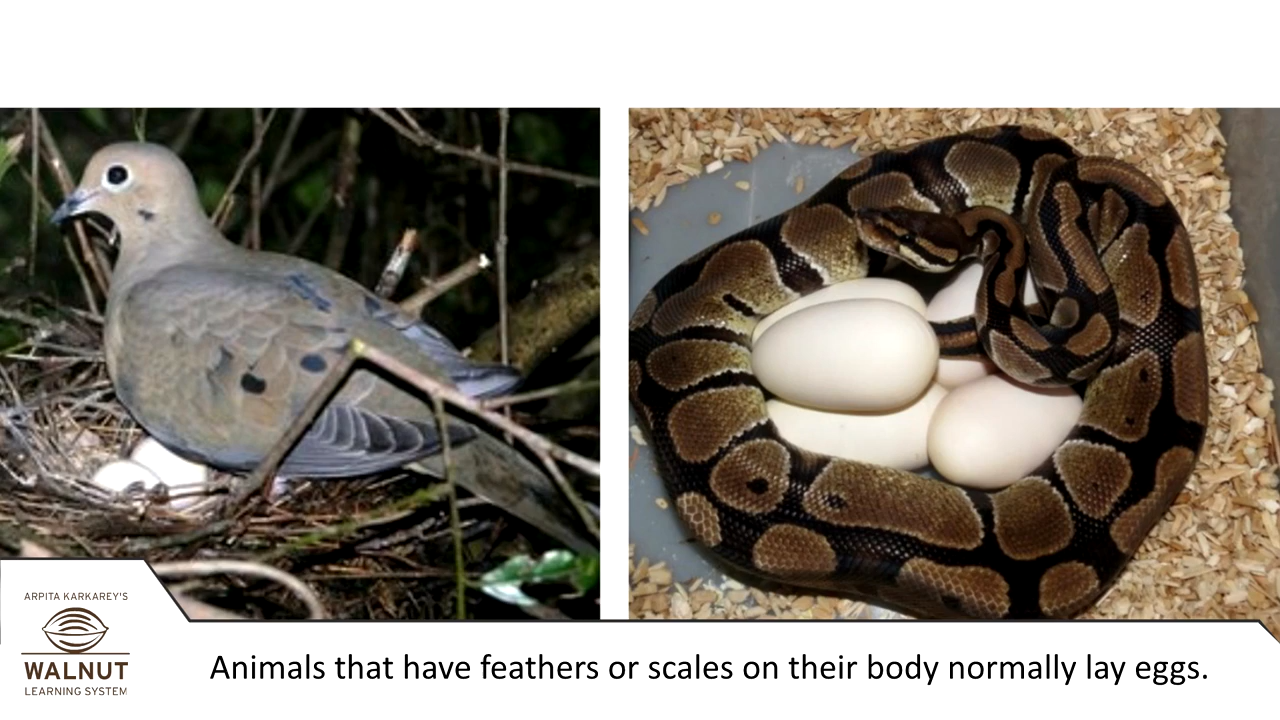 ARPITA KARKAREY'S
WALNUT
LEARNING SYSTEM
Animals that have feathers or scales on their body normally lay eggs.